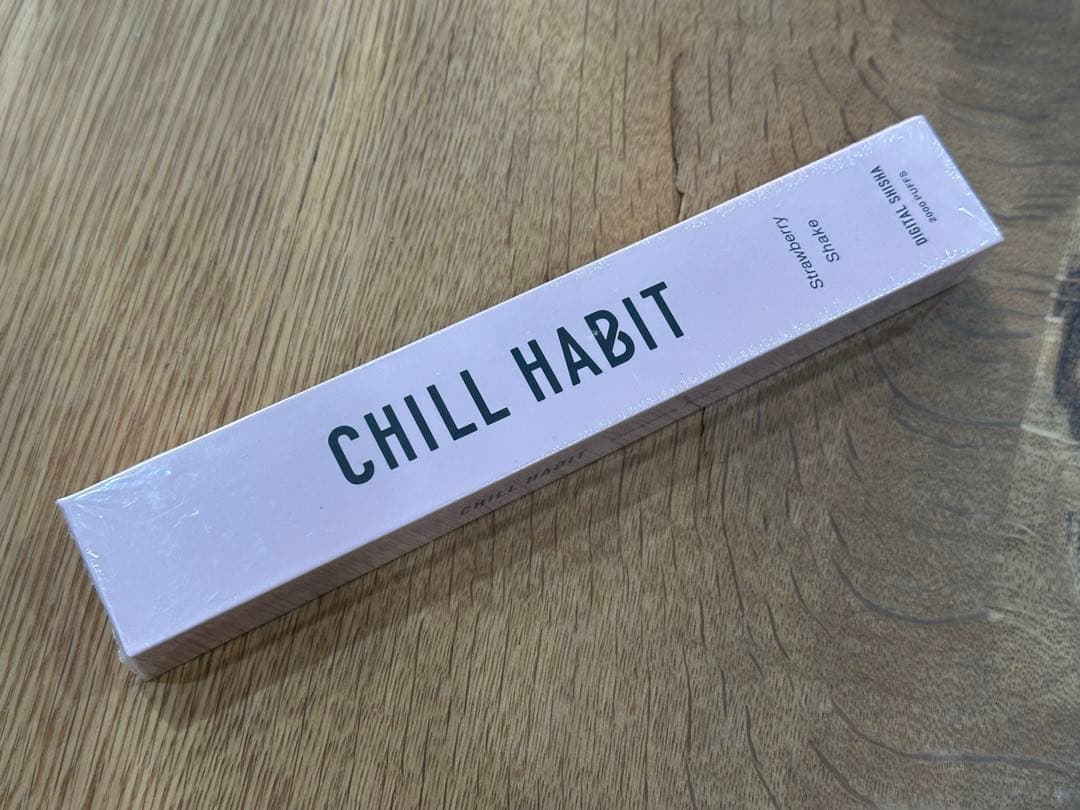 CHILL HABIT
Strawberry
Shake
DIGITAL SHISHA
2000 PUFFS
CHILL HABIT